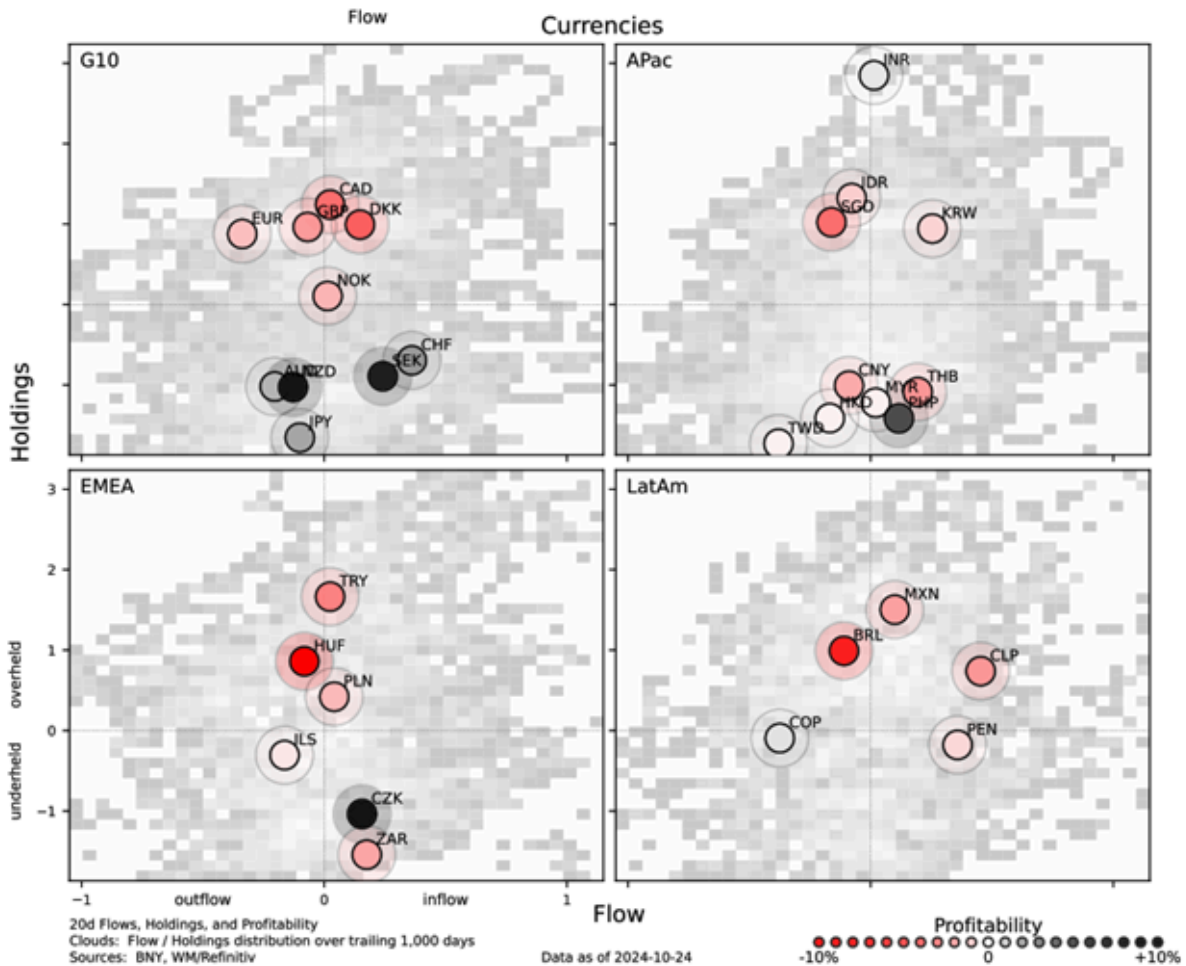 Flow
Currencies
G10
APac
INR
CAD
GBP
DKK
EUR
NOK
CHF
SEK
NZD
JPY
IDR
SGD
KRW
CNY
THB
MYR
PHP
HKD
TWD
Holdings
EMEA
LatAm
3
2
1
0
−1
overheld
underheld
TRY
HUF
PLN
ILS
CZK
ZAR
MXN
BRL
CLP
COP
PEN
−1
outflow
0
inflow
1
Flow
20d Flows, Holdings, and Profitability
Clouds: Flow / Holdings distribution over trailing 1,000 days
Sources: BNY, WM/Refinitiv
Data as of 2024-10-24
Profitability
-10%
0
+10%